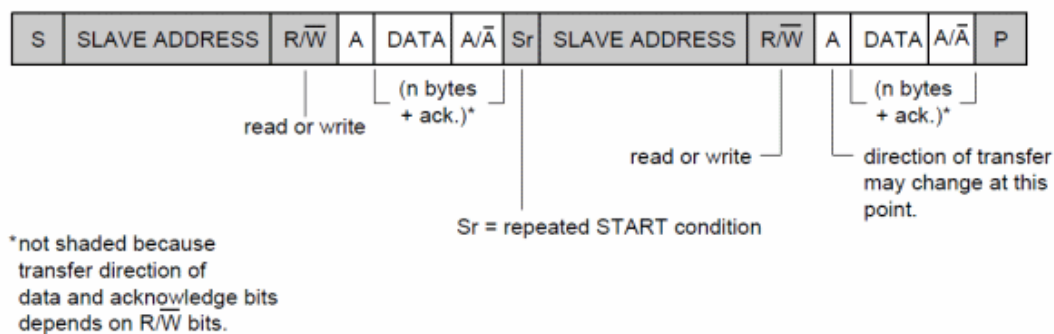 S SLAVE ADDRESS R/W̅ A DATA A/A̅ Sr SLAVE ADDRESS R/W̅ A DATA A/A̅ P
(n bytes
+ ack.)*
read or write
(n bytes
+ ack.)*
read or write
direction of transfer
may change at this
point.
Sr = repeated START condition
*not shaded because
transfer direction of
data and acknowledge bits
depends on R/W̅ bits.